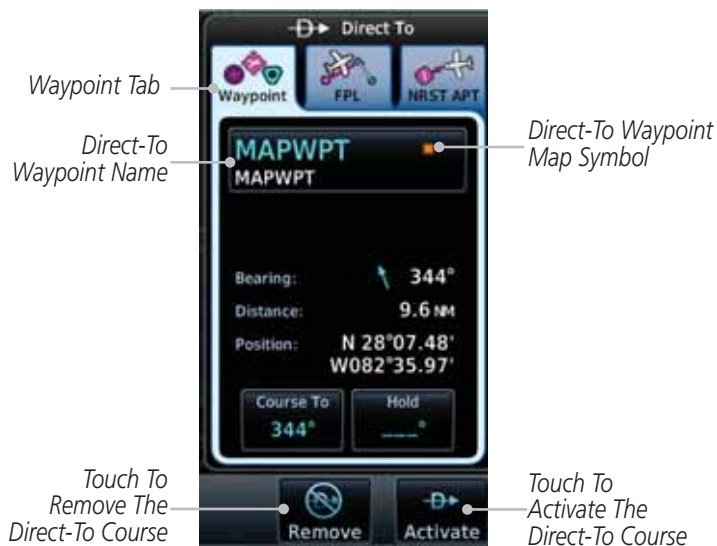 Direct To
Waypoint
FPL
NRST APT
Waypoint Tab
Direct-To
Waypoint Name
MAPWPT
MAPWPT
Direct-To Waypoint
Map Symbol
Bearing: 344°
Distance: 9.6 NM
Position: N 28°07.48'
W082°35.97'
Course To
344°
Hold
___°
Touch To
Remove The
Direct-To Course
Remove
Activate
Touch To
Activate The
Direct-To Course